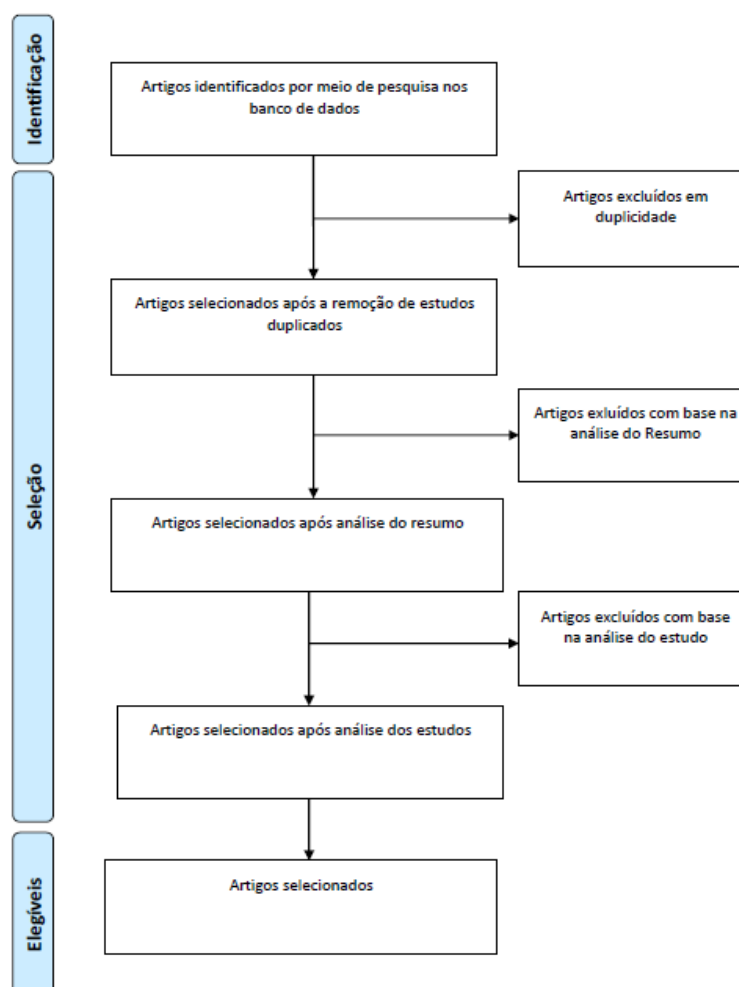 Identificação
Artigos identificados por meio de pesquisa nos
banco de dados
Seleção
Artigos excluídos em
duplicidade
Artigos selecionados após a remoção de estudos
duplicados
Artigos exluídos com base na
análise do Resumo
Artigos selecionados após análise do resumo
Artigos excluídos com base
na análise do estudo
Artigos selecionados após análise dos estudos
Elegíveis
Artigos selecionados